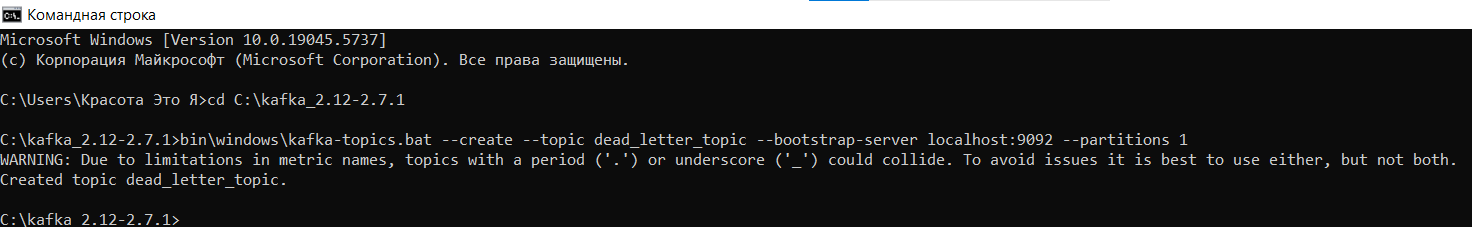 Командная строка
Microsoft Windows [Version 10.0.19045.5737]
(c) Корпорация Майкрософт (Microsoft Corporation). Все права защищены.
C:\Users\Красота Это Я>cd C:\kafka_2.12-2.7.1
C:\kafka_2.12-2.7.1>bin\windows\kafka-topics.bat --create --topic dead_letter_topic --bootstrap-server localhost:9092 --partitions 1
WARNING: Due to limitations in metric names, topics with a period ('.') or underscore ('_') could collide. To avoid issues it is best to use either, but not both.
Created topic dead_letter_topic.
C:\kafka_2.12-2.7.1>